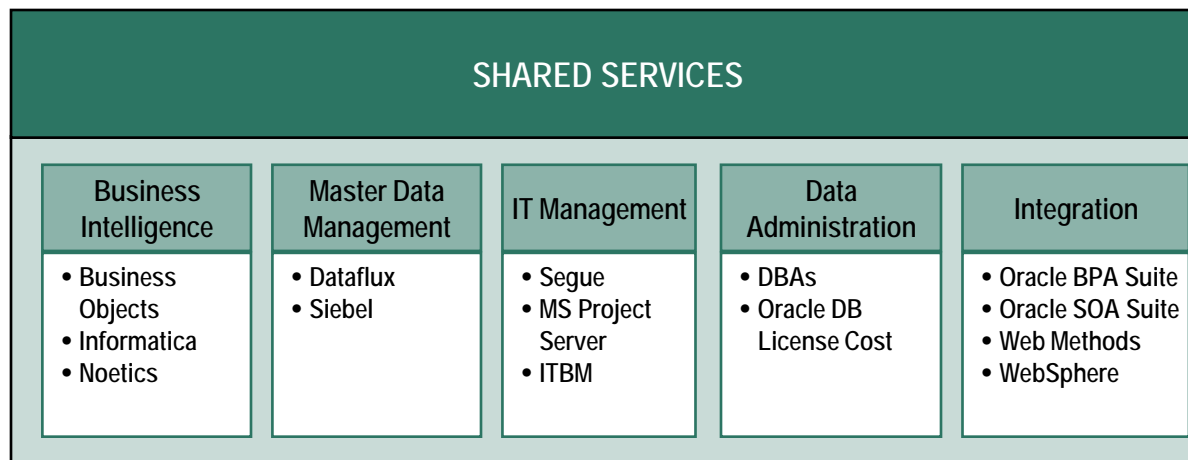 SHARED SERVICES
Business
Intelligence
• Business
Objects
• Informatica
• Noetics
Master Data
Management
• Dataflux
• Siebel
IT Management
• Segue
• MS Project
Server
• ITBM
Data
Administration
• DBAs
• Oracle DB
License Cost
Integration
• Oracle BPA Suite
• Oracle SOA Suite
• Web Methods
• WebSphere